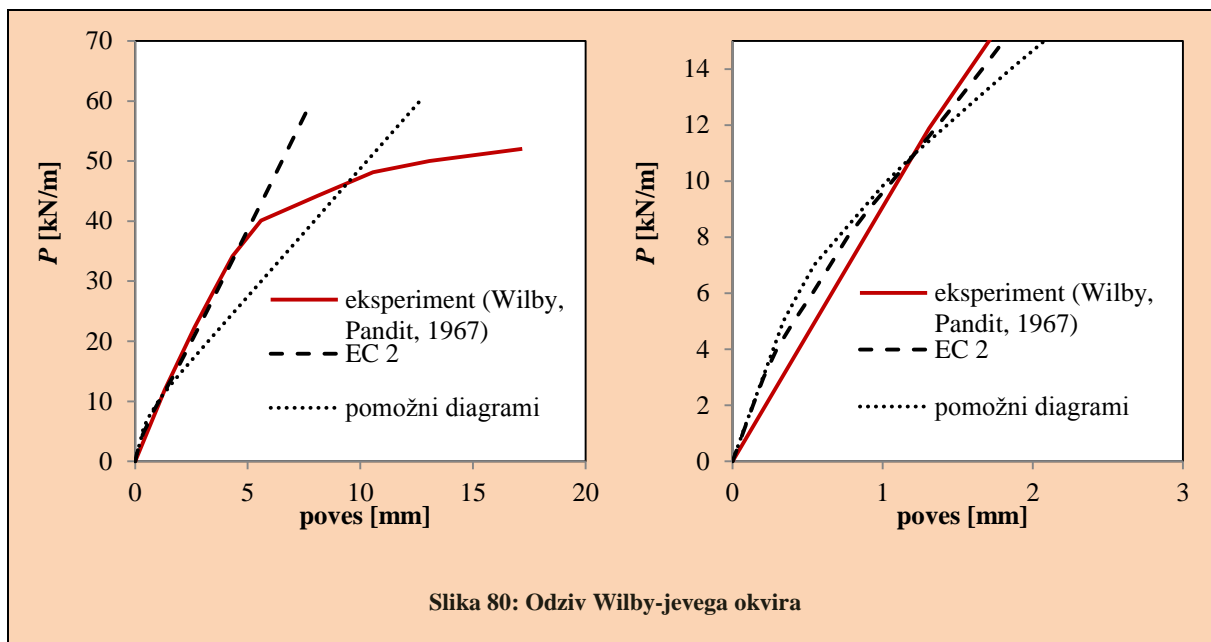 70
60
50
40
30
20
10
0
P [kN/m]
0 5 10 15 20
poves [mm]
eksperiment (Wilby,
Pandit, 1967)
EC 2
pomožni diagrami
14
12
10
8
6
4
2
0
P [kN/m]
0 1 2 3
poves [mm]
eksperiment (Wilby,
Pandit, 1967)
EC 2
pomožni diagrami
Slika 80: Odziv Wilby-jevega okvira